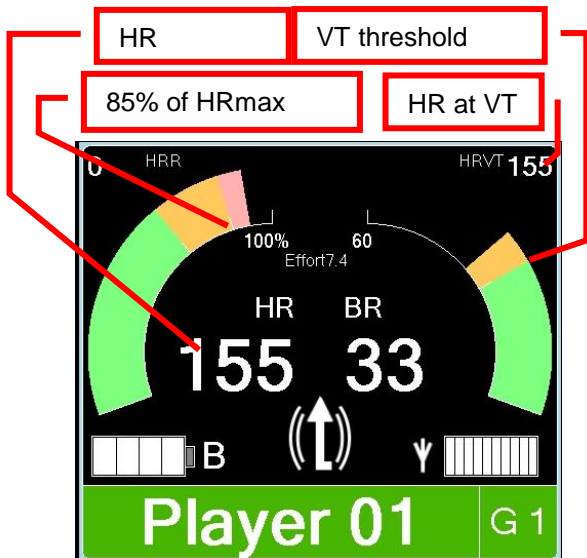 HR
VT threshold
85% of HRmax
HR at VT
0 HRR
HRVT 155
100%
60
Effort7.4
HR BR
155 33
B
Player 01
G 1